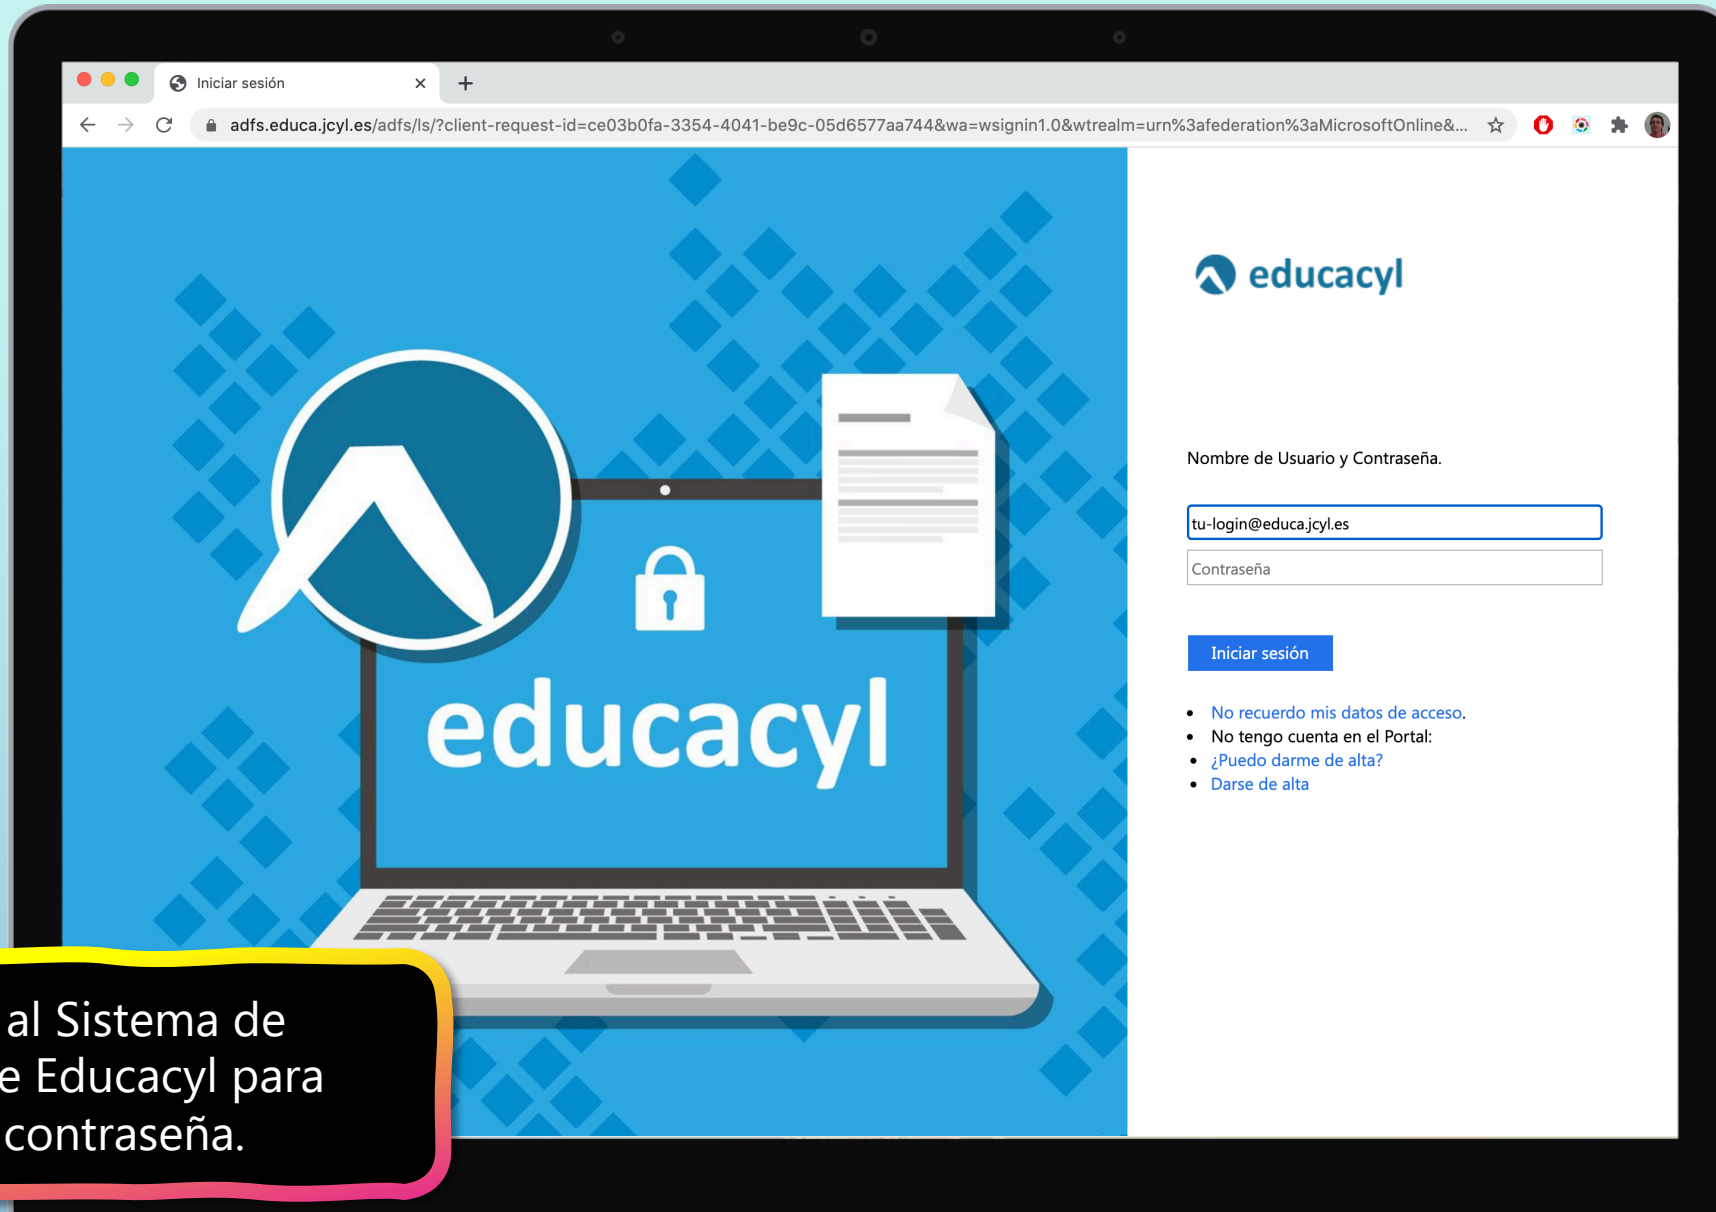 Iniciar sesión
adfs.educa.jcyl.es/adfs/ls/?client-request-id=ce03b0fa-3354-4041-be9c-05d6577aa744&wa=wsignin1.0&wtrealm=urn%3afederation%3aMicrosoftOnline&...
educacyl
Nombre de Usuario y Contraseña.
tu-login@educa.jcyl.es
Contraseña
Iniciar sesión
No recuerdo mis datos de acceso.
No tengo cuenta en el Portal:
¿Puedo darme de alta?
Darse de alta
educacyl
al Sistema de
e Educacyl para
contraseña.